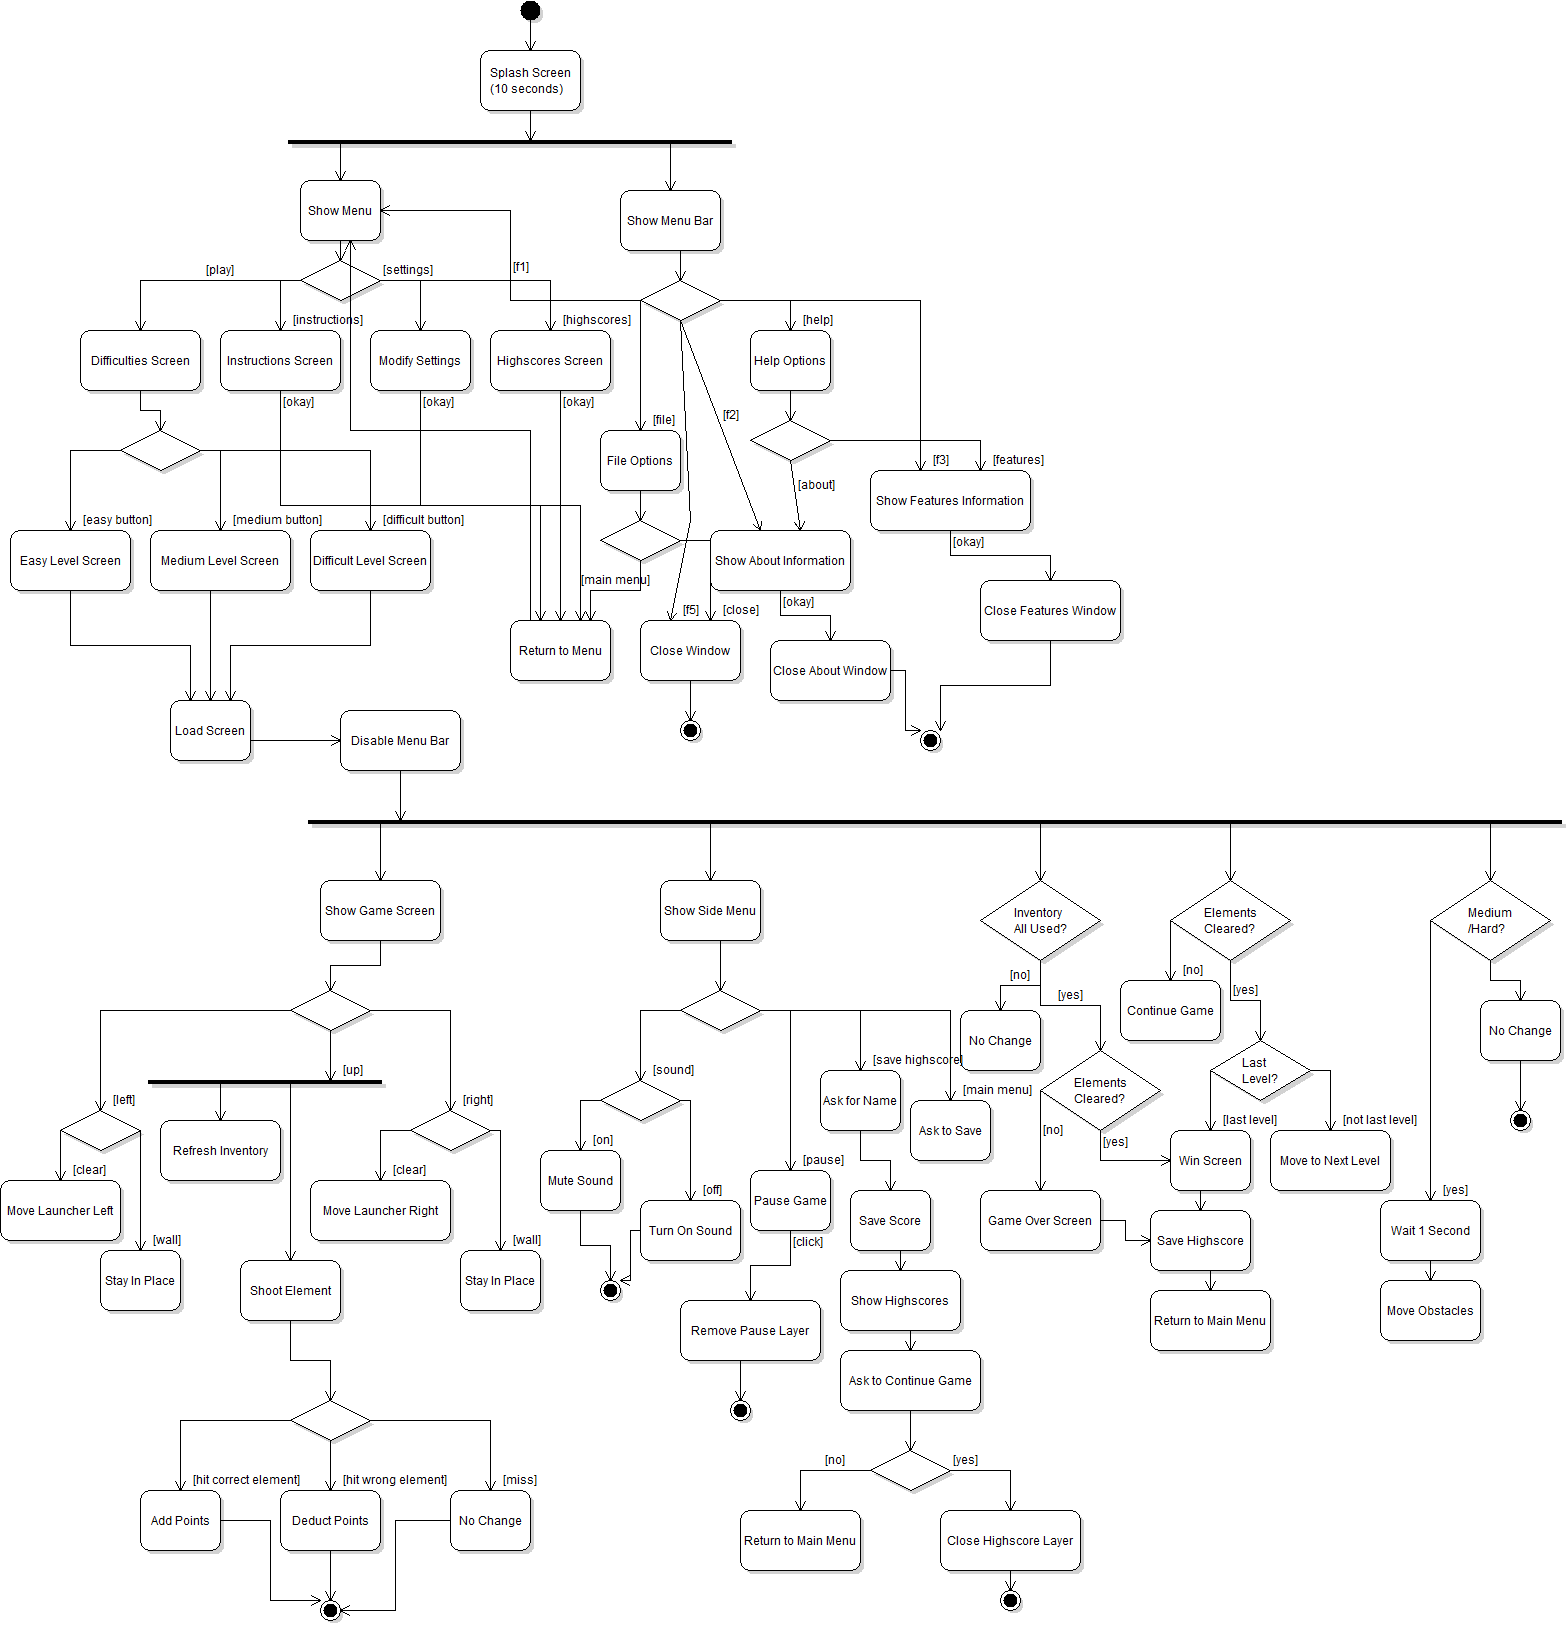 Splash Screen
(10 seconds)
Show Menu
Show Menu Bar
[play]
[settings]
[f1]
[instructions]
[highscores]
[help]
Difficulties Screen
Instructions Screen
Modify Settings
Highscores Screen
Help Options
[okay]
[okay]
[okay]
[file]
[f2]
File Options
[f3]
[features]
[about]
Show Features Information
[easy button]
[medium button]
[difficult button]
[okay]
Easy Level Screen
Medium Level Screen
Difficult Level Screen
Show About Information
[main menu]
[okay]
[f5]
[close]
Close Features Window
Return to Menu
Close Window
Close About Window
Load Screen
Disable Menu Bar
Show Game Screen
Show Side Menu
Inventory
All Used?
Elements
Cleared?
Medium
/Hard?
[no]
[no]
[yes]
[yes]
Continue Game
No Change
No Change
[up]
[sound]
[save highscore]
[main menu]
Last
Level?
Elements
Cleared?
[left]
[right]
Ask for Name
Ask to Save
[last level]
[not last level]
[on]
[no]
[yes]
Refresh Inventory
Win Screen
Move to Next Level
[clear]
[clear]
[pause]
Mute Sound
[off]
[yes]
Move Launcher Left
Move Launcher Right
Pause Game
Save Score
Game Over Screen
Turn On Sound
Wait 1 Second
[wall]
[wall]
[click]
Save Highscore
Stay In Place
Shoot Element
Stay In Place
Show Highscores
Move Obstacles
Remove Pause Layer
Return to Main Menu
Ask to Continue Game
[no]
[yes]
[hit correct element]
[hit wrong element]
[miss]
Add Points
Deduct Points
No Change
Return to Main Menu
Close Highscore Layer